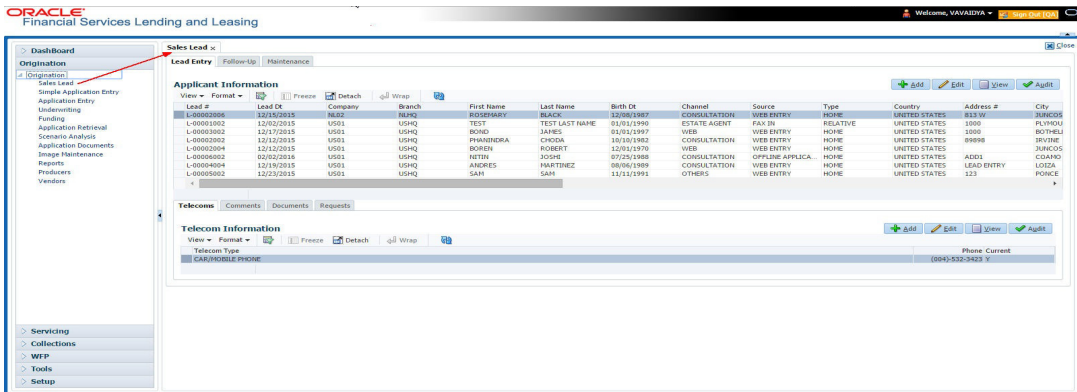 ORACLE®
Financial Services Lending and Leasing
Welcome, VAVAIDYA
Sign Out (QA
DashBoard
Origination
Origination
Sales Lead
Simple Application Entry
Application Entry
Underwriting
Funding
Application Retrieval
Scenario Analysis
Application Documents
Image Maintenance
Reports
Producers
Vendors
Servicing
Collections
WFP
Tools
Setup
Sales Lead x
Close
Lead Entry Follow-Up Maintenance
Applicant Information
Add Edit View Audit
View Format Freeze Detach Wrap
Lead # Lead Dt Company Branch First Name Last Name Birth Dt Channel Source Type Country Address # City
L-00002006 12/15/2015 NL02 NLHQ ROSEMARY BLACK 12/08/1987 CONSULTATION WEB ENTRY HOME UNITED STATES 813 W JUNCOS
L-00001002 12/02/2015 US01 USHQ TEST TEST LAST NAME 01/01/1990 ESTATE AGENT FAX IN RELATIVE UNITED STATES 1000 PLYMOU
L-00003002 12/17/2015 US01 USHQ BOND JAMES 01/01/1997 WEB WEB ENTRY HOME UNITED STATES 1000 BOTHELL
L-00002002 12/12/2015 US01 USHQ PHANINDRA CHODA 10/10/1982 CONSULTATION WEB ENTRY HOME UNITED STATES 89898 IRVINE
L-00002004 12/12/2015 US01 USHQ BOREN ROBERT 12/01/1970 WEB WEB ENTRY HOME UNITED STATES JUNCOS
L-00006002 02/02/2016 US01 USHQ NITIN JOSHI 07/25/1988 CONSULTATION OFFLINE APPLICA... HOME UNITED STATES ADD1 COAMO
L-00004004 12/19/2015 US01 USHQ ANDRES MARTINEZ 08/06/1989 CONSULTATION WEB ENTRY HOME UNITED STATES LEAD ENTRY LOIZA
L-00005002 12/23/2015 US01 USHQ SAM SAM 11/11/1991 OTHERS WEB ENTRY HOME UNITED STATES 123 PONCE
Telecoms Comments Documents Requests
Telecom Information
Add Edit View Audit
View Format Freeze Detach Wrap
Telecom Type Phone Current
CAR/MOBILE PHONE (004)-532-3423 Y